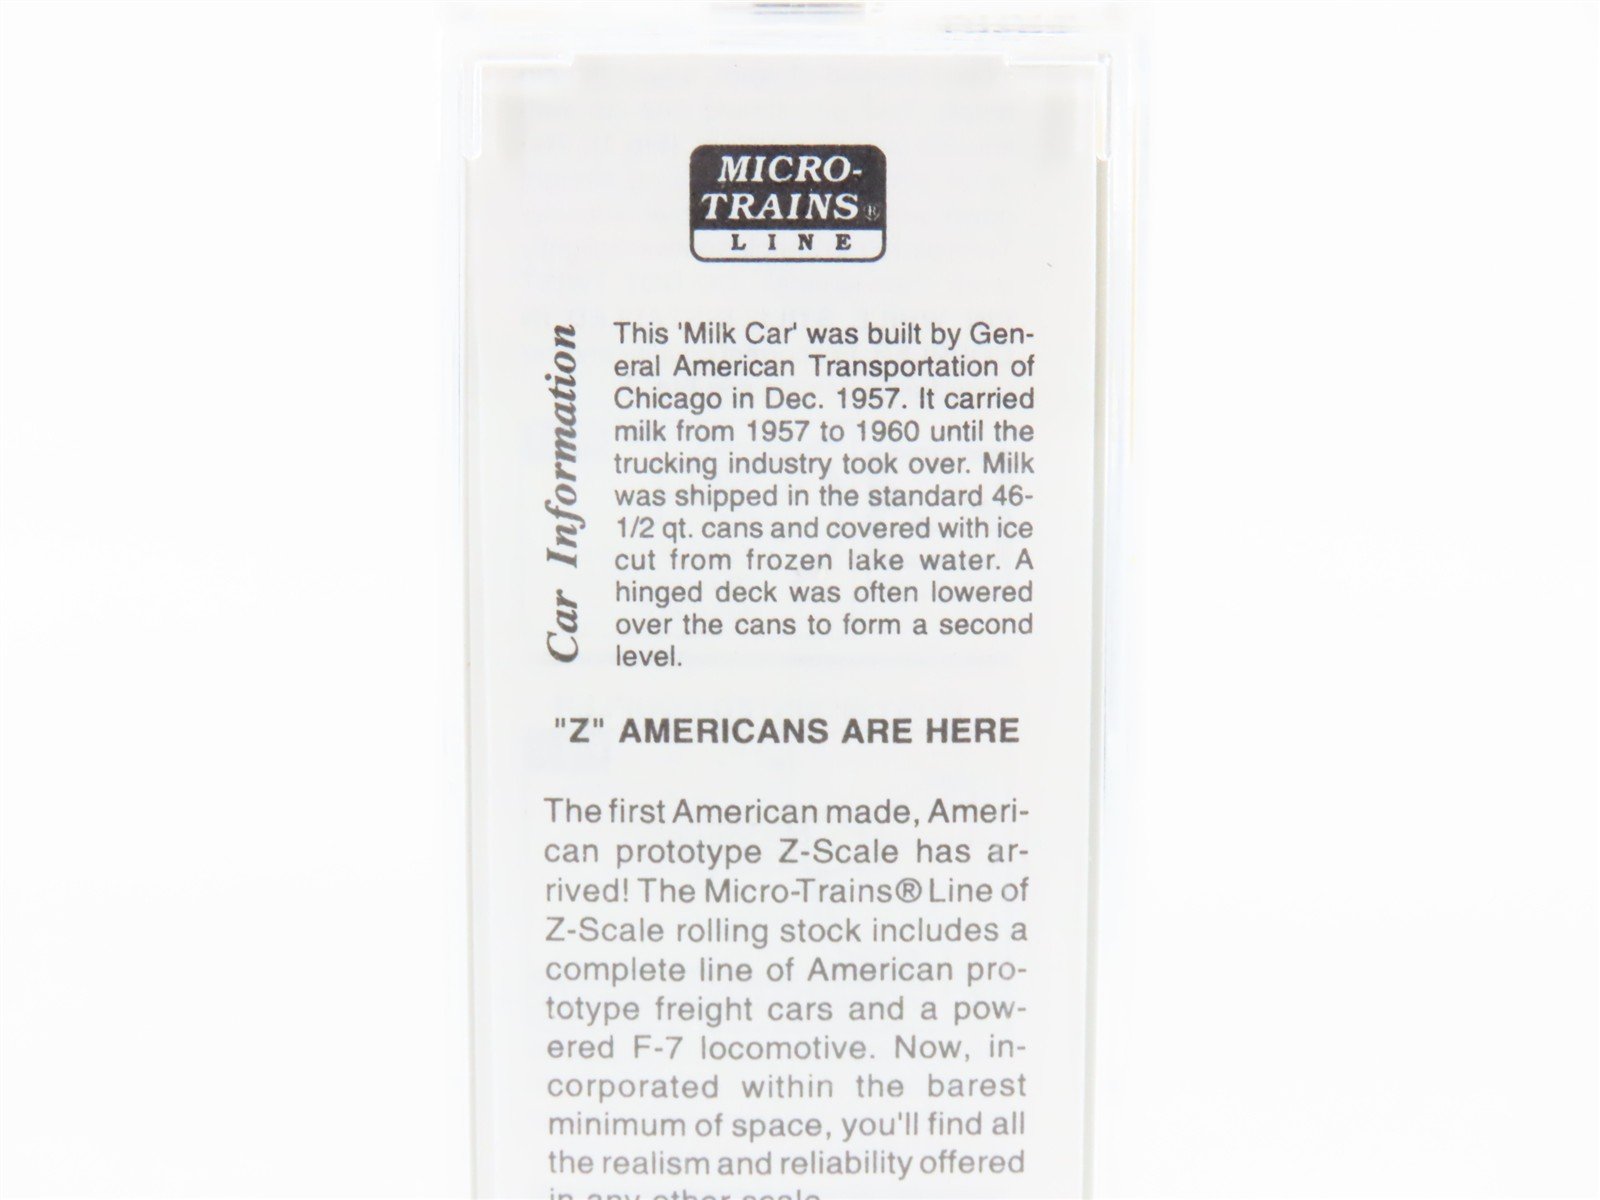 MICRO-
TRAINS®
LINE
Car Information
This 'Milk Car' was built by Gen-
eral American Transportation of
Chicago in Dec. 1957. It carried
milk from 1957 to 1960 until the
trucking industry took over. Milk
was shipped in the standard 46-
1/2 qt. cans and covered with ice
cut from frozen lake water. A
hinged deck was often lowered
over the cans to form a second
level.
"Z" AMERICANS ARE HERE
The first American made, Ameri-
can prototype Z-Scale has ar-
rived! The Micro-Trains® Line of
Z-Scale rolling stock includes a
complete line of American pro-
totype freight cars and a pow-
ered F-7 locomotive. Now, in-
corporated within the barest
minimum of space, you'll find all
the realism and reliability offered
in any other scale.